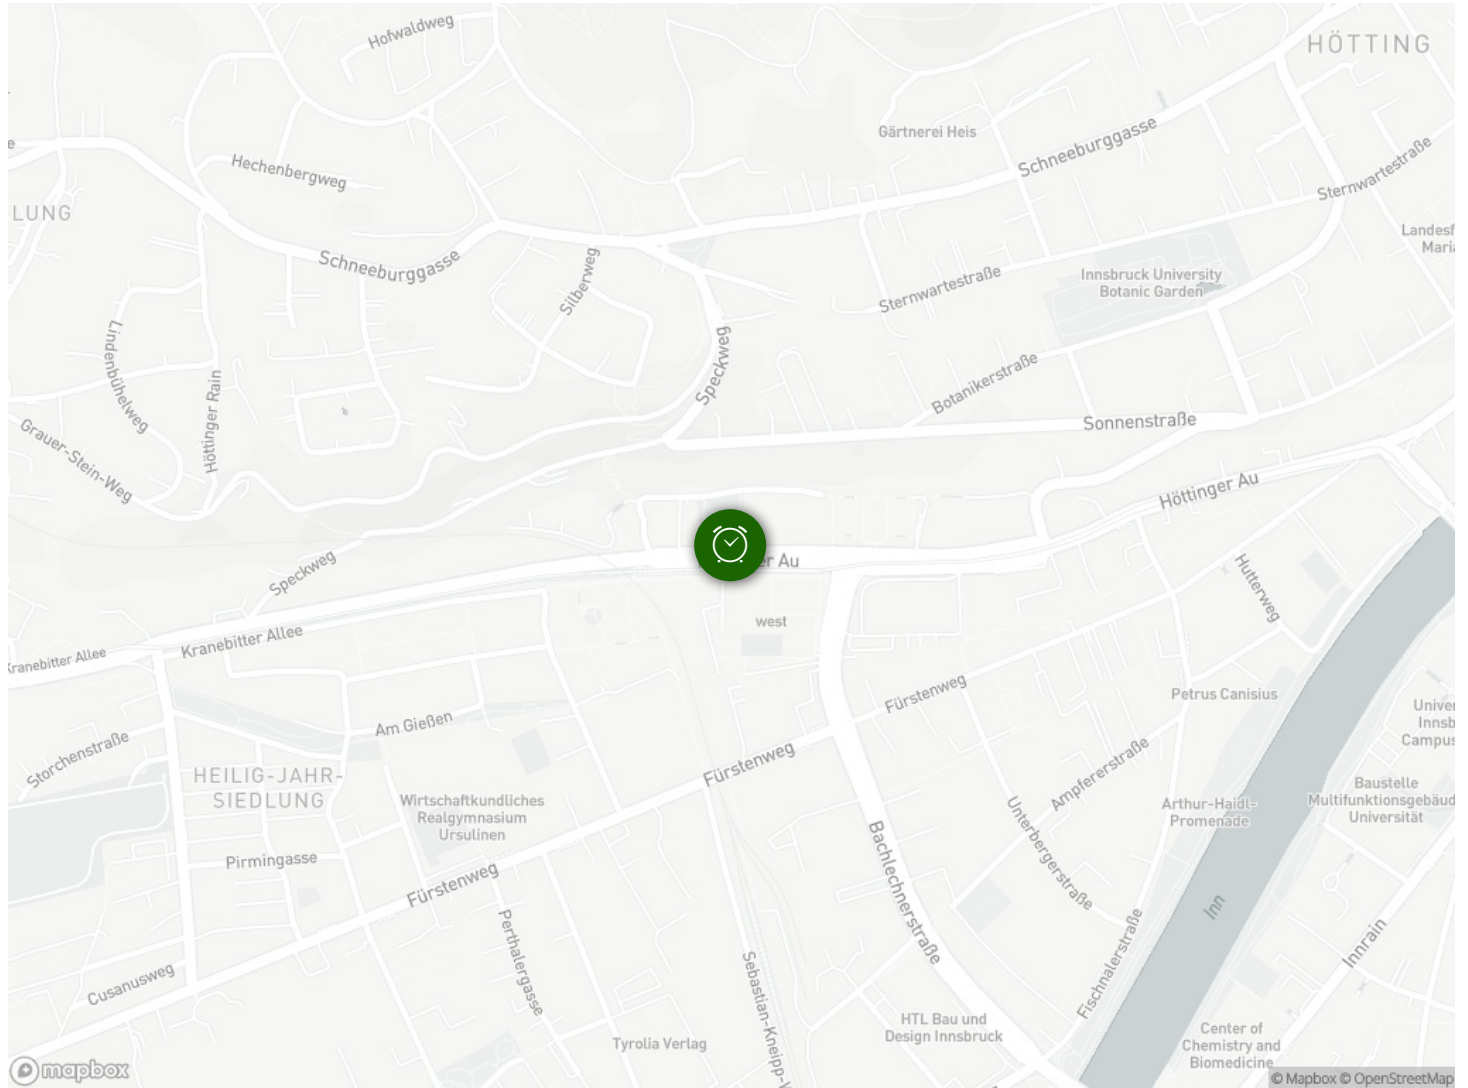 Hofwaldweg
HÖTTING
Gärtnerei Heis
Schneeburggasse
Hechenbergweg
Sternwartestraße
LUNG
Landesf
Maria
Schneeburggasse
Silberweg
Sternwartestraße
Innsbruck University
Botanic Garden
Lindenbühelweg
Höttinger Rain
Speckweg
Botanikerstraße
Sonnenstraße
Grauer-Stein-Weg
Höttinger Au
er Au
Speckweg
Hutterweg
west
Kranebitter Allee
Kranebitter Allee
Fürstenweg
Petrus Canisius
Univer
Innsb
Campus
Am Gießen
Storchenstraße
Fürstenweg
Ampfererstraße
HEILIG-JAHR-
SIEDLUNG
Wirtschaftkundliches
Realgymnasium
Ursulinen
Unterbergerstraße
Arthur-Haidl-
Promenade
Baustelle
Multifunktionsgebäud
Universität
Pirmingasse
Fürstenweg
Bachlechnerstraße
Inn
Perthalergasse
Innrain
Cusanusweg
Sebastian-Kneipp-W
Fischnalerstraße
HTL Bau und
Design Innsbruck
Tyrolia Verlag
Center of
Chemistry and
Biomedicine
mapbox
© Mapbox © OpenStreetMap